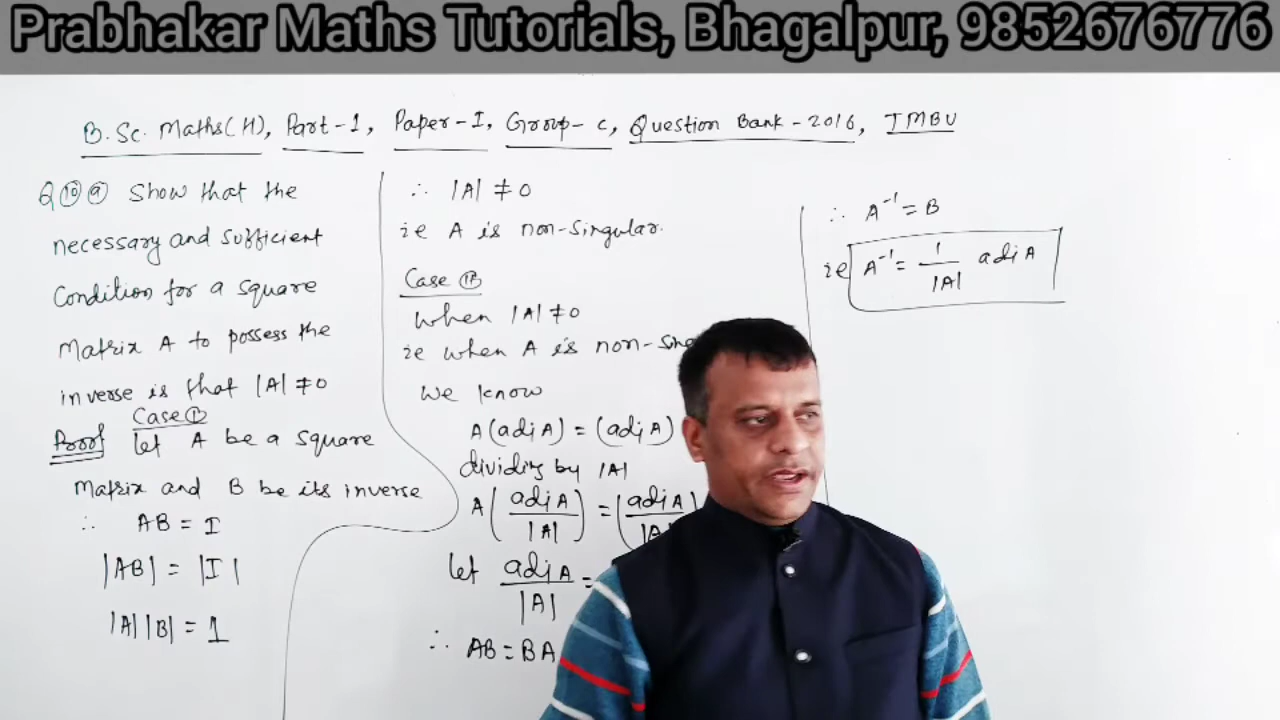 Prabhakar Maths Tutorials, Bhagalpur, 9852676776
B.Sc. Maths(H), Part-1, Paper-I, Group-C, Question Bank-2016, TMBU
Q ⑩ ⓐ Show that the
necessary and sufficient
Condition for a square
Matrix A to possess the
inverse is that |A| ≠ 0
Case Ⓘ
Proof Let A be a square
Matrix and B be its inverse
∴ AB = I
|AB| = |I|
|A| |B| = 1
∴ |A| ≠ 0
ie A is non-singular.
Case Ⅱ
When |A| ≠ 0
ie when A is non-
We know
A(adj A) = (adj A)
dividing by |A|
A(adj A/|A|) = (adj A/
let adj A/|A| =
∴ AB = BA
∴ A⁻¹ = B
ie A⁻¹ = 1/|A| adj A